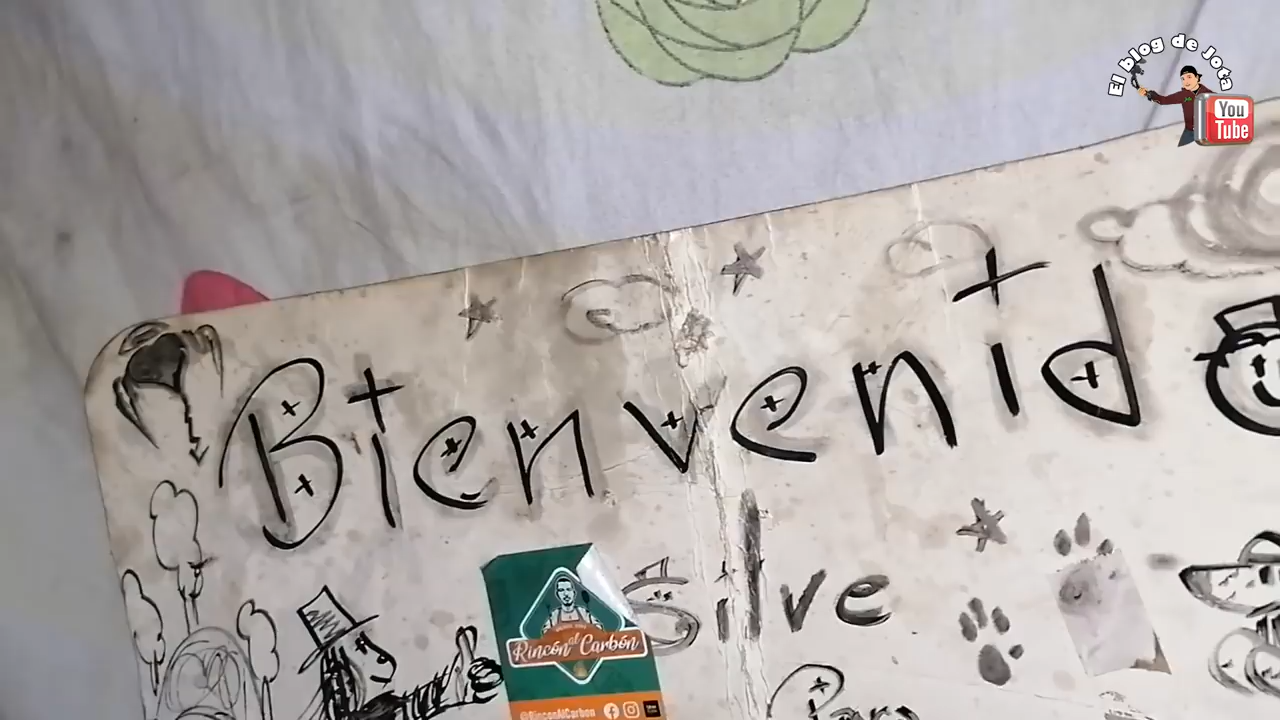 El blog de Jota
You
Tube
Bienvenid
Silve
Rincón al Carbón
@RinconAlCarbon